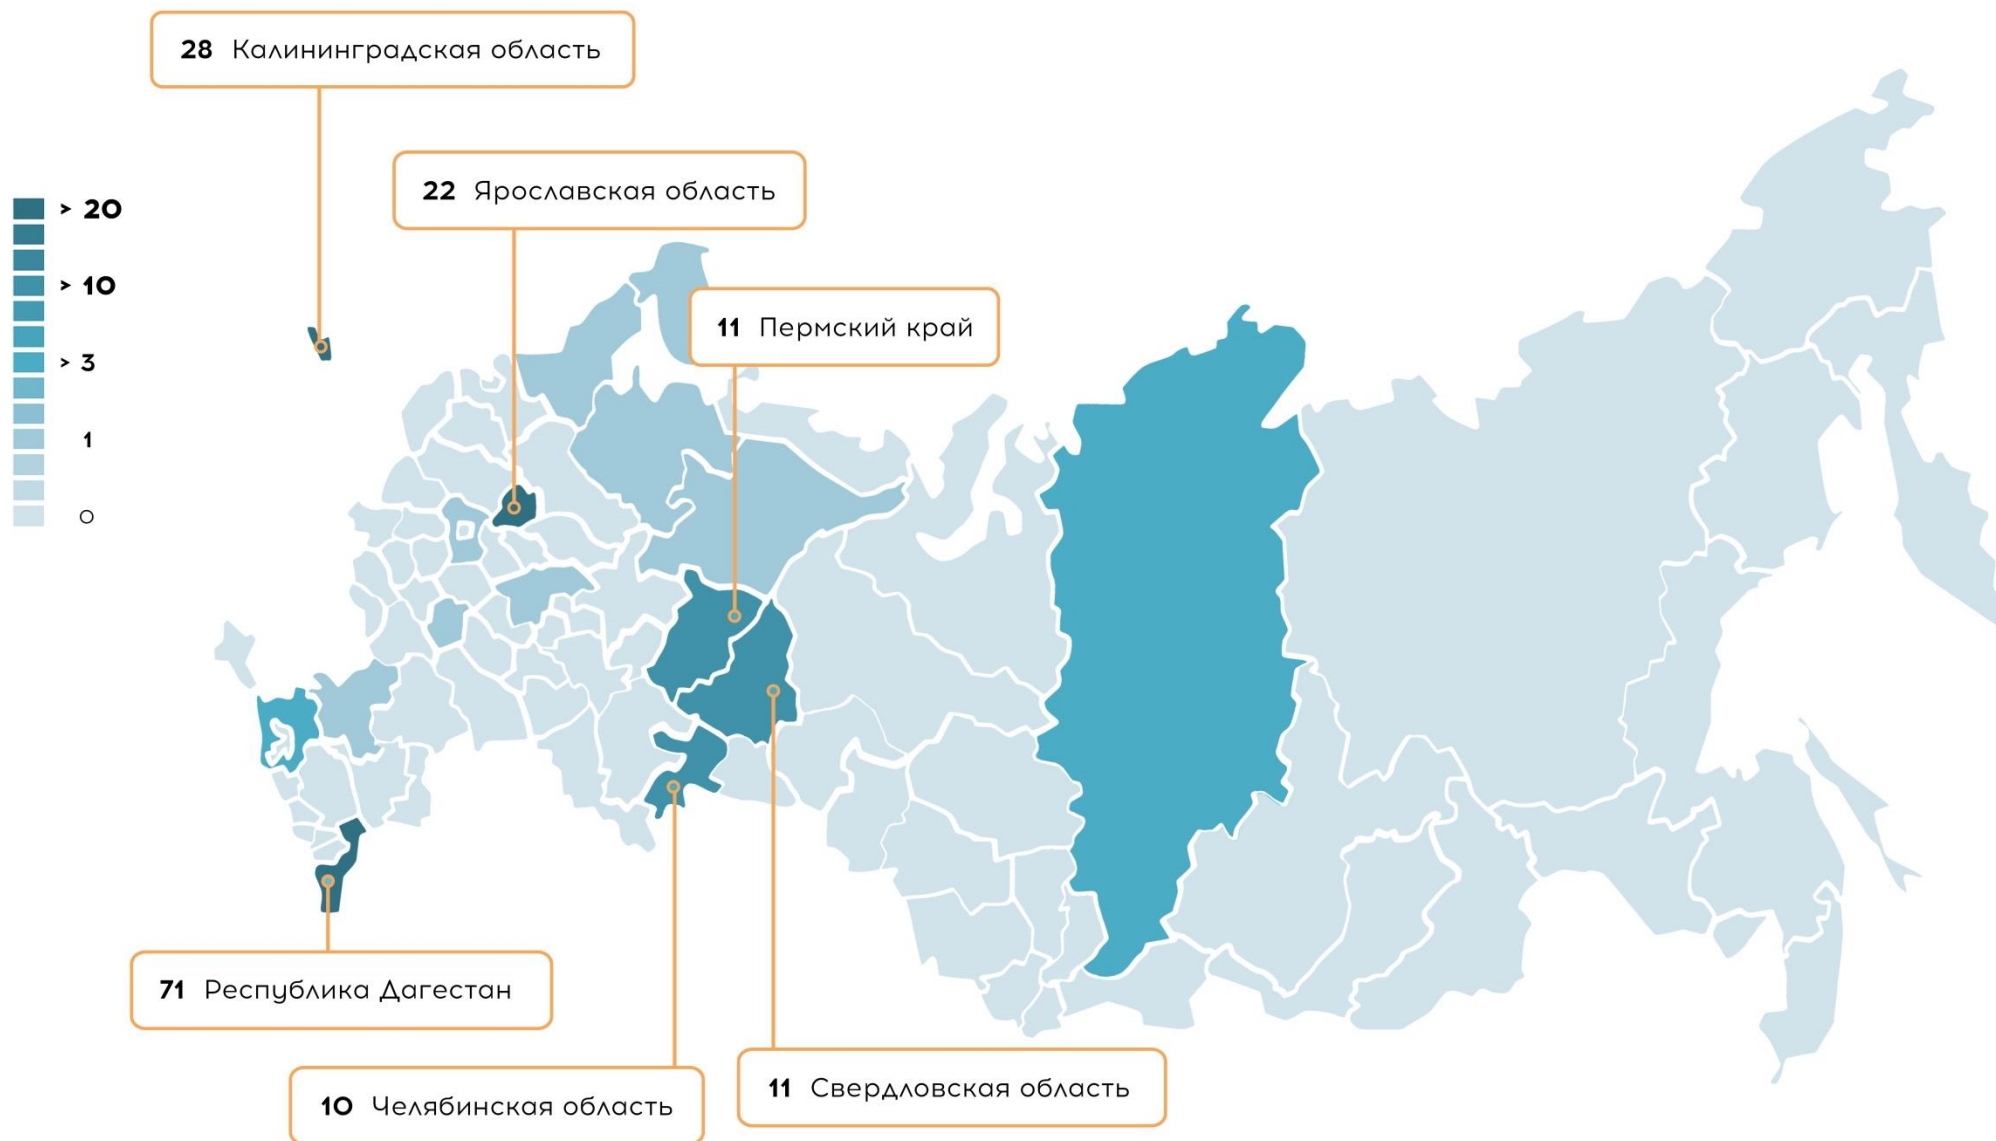 28 Калининградская область
22 Ярославская область
> 20
> 10
11 Пермский край
> 3
1
0
71 Республика Дагестан
11 Свердловская область
10 Челябинская область